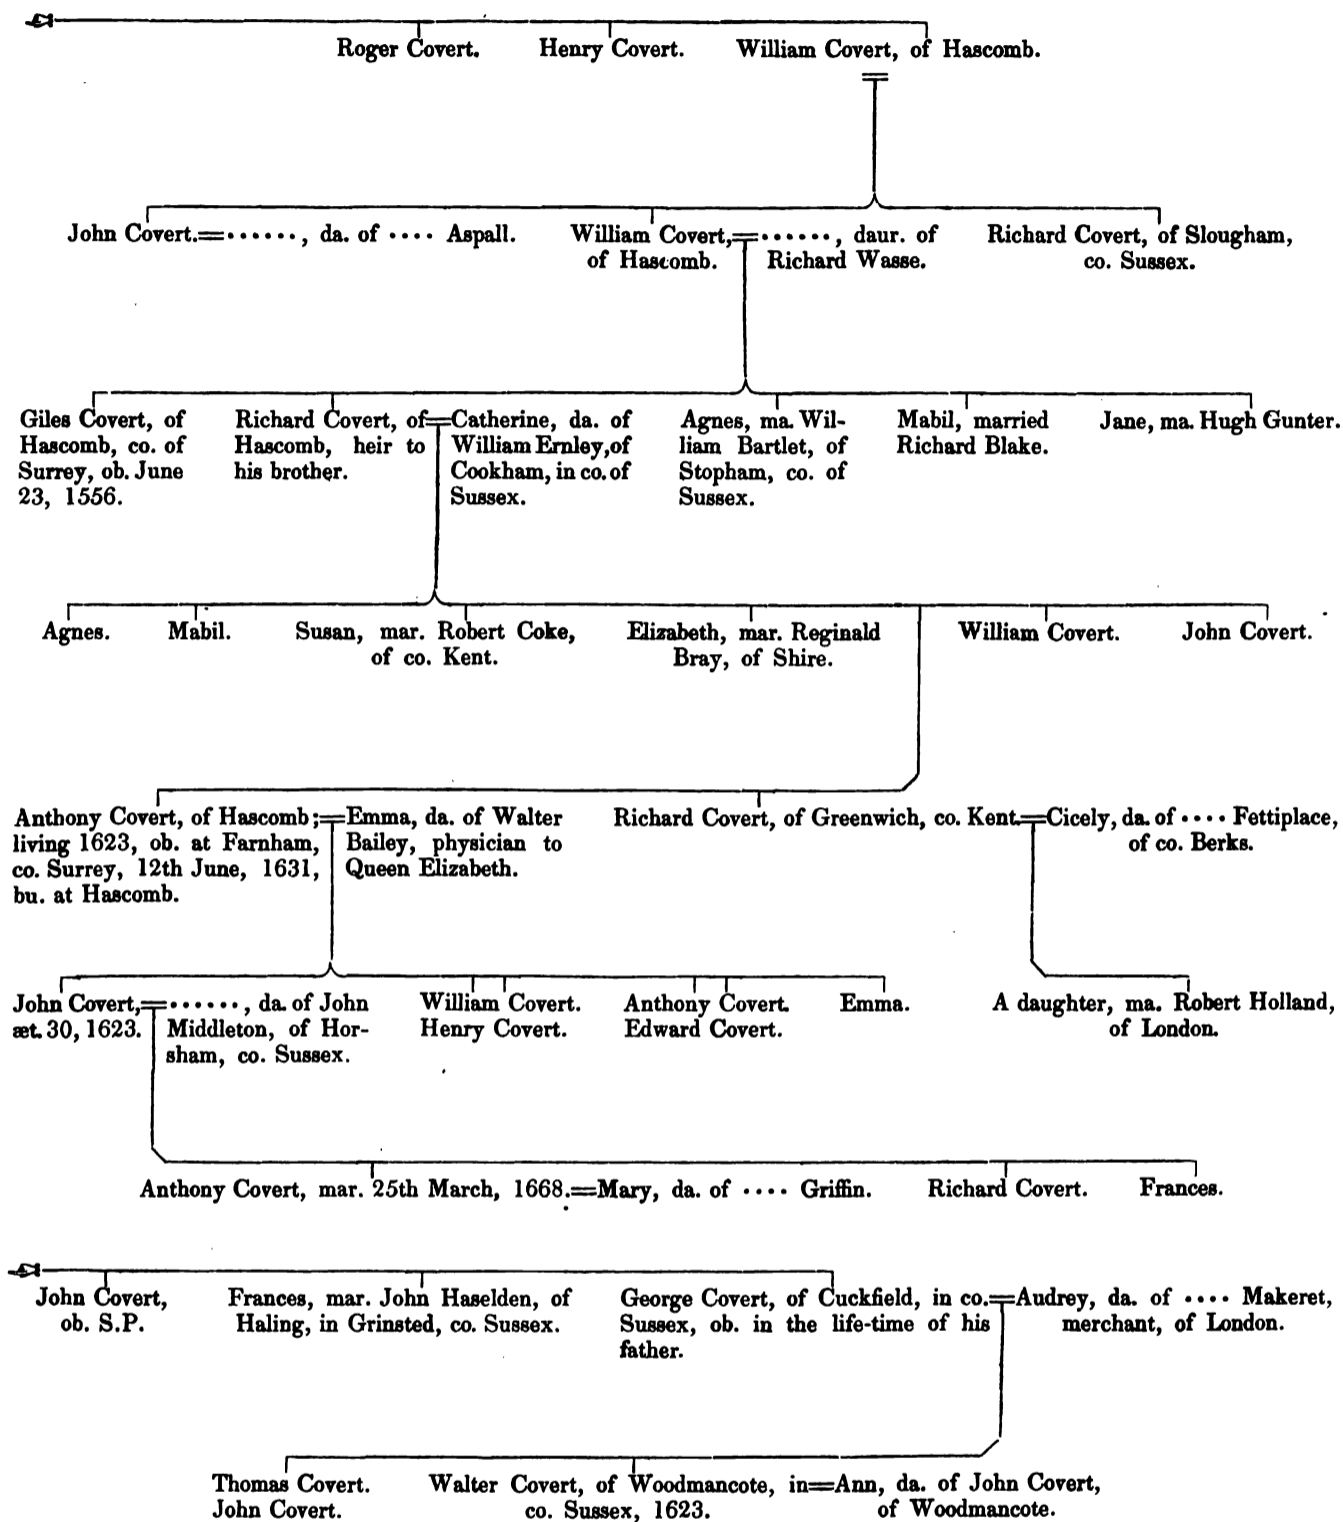 Roger Covert. Henry Covert. William Covert, of Hascomb.
John Covert.=······, da. of ···· Aspall.
William Covert,=······, daur. of
of Hascomb. Richard Wasse.
Richard Covert, of Slougham,
co. Sussex.
Giles Covert, of
Hascomb, co. of
Surrey, ob. June
23, 1556.
Richard Covert, of=
Hascomb, heir to
his brother.
Catherine, da. of
William Ernley, of
Cookham, in co. of
Sussex.
Agnes, ma. Wil-
liam Bartlet, of
Stopham, co. of
Sussex.
Mabil, married
Richard Blake.
Jane, ma. Hugh Gunter.
Agnes. Mabil.
Susan, mar. Robert Coke,
of co. Kent.
Elizabeth, mar. Reginald
Bray, of Shire.
William Covert. John Covert.
Anthony Covert, of Hascomb;=
living 1623, ob. at Farnham,
co. Surrey, 12th June, 1631,
bu. at Hascomb.
Emma, da. of Walter
Bailey, physician to
Queen Elizabeth.
Richard Covert, of Greenwich, co. Kent.=Cicely, da. of ···· Fettiplace,
of co. Berks.
John Covert,=
æt. 30, 1623.
······, da. of John
Middleton, of Hor-
sham, co. Sussex.
William Covert.
Henry Covert.
Anthony Covert.
Edward Covert.
Emma.
A daughter, ma. Robert Holland,
of London.
Anthony Covert, mar. 25th March, 1668.=Mary, da. of ···· Griffin. Richard Covert. Frances.
John Covert,
ob. S.P.
Frances, mar. John Haselden, of
Haling, in Grinsted, co. Sussex.
George Covert, of Cuckfield, in co.=
Sussex, ob. in the life-time of his
father.
Audrey, da. of ···· Makeret,
merchant, of London.
Thomas Covert.
John Covert.
Walter Covert, of Woodmancote, in=
co. Sussex, 1623.
Ann, da. of John Covert,
of Woodmancote.